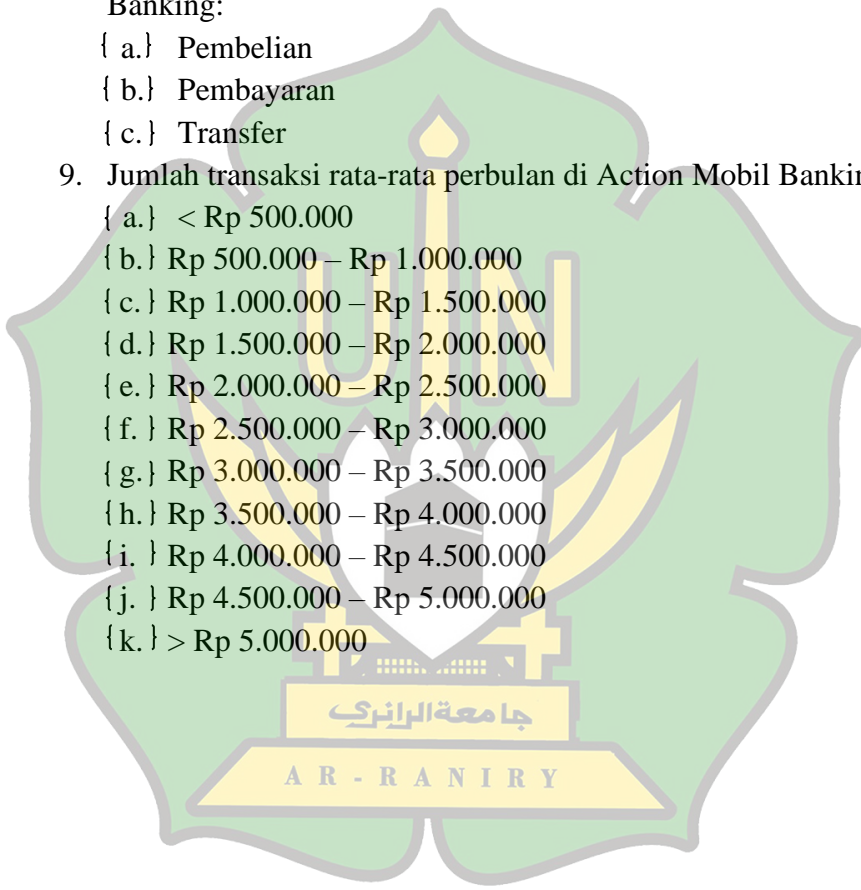 Banking:
{ a.} Pembelian
{ b.} Pembayaran
{ c.} Transfer
9. Jumlah transaksi rata-rata perbulan di Action Mobil Bankin
{ a.} < Rp 500.000
{ b.} Rp 500.000 – Rp 1.000.000
{ c.} Rp 1.000.000 – Rp 1.500.000
{ d.} Rp 1.500.000 – Rp 2.000.000
{ e.} Rp 2.000.000 – Rp 2.500.000
{ f. } Rp 2.500.000 – Rp 3.000.000
{ g.} Rp 3.000.000 – Rp 3.500.000
{ h.} Rp 3.500.000 – Rp 4.000.000
{ i. } Rp 4.000.000 – Rp 4.500.000
{ j. } Rp 4.500.000 – Rp 5.000.000
{ k. } > Rp 5.000.000
UIN
جامعة الرانري
AR-RANIRY